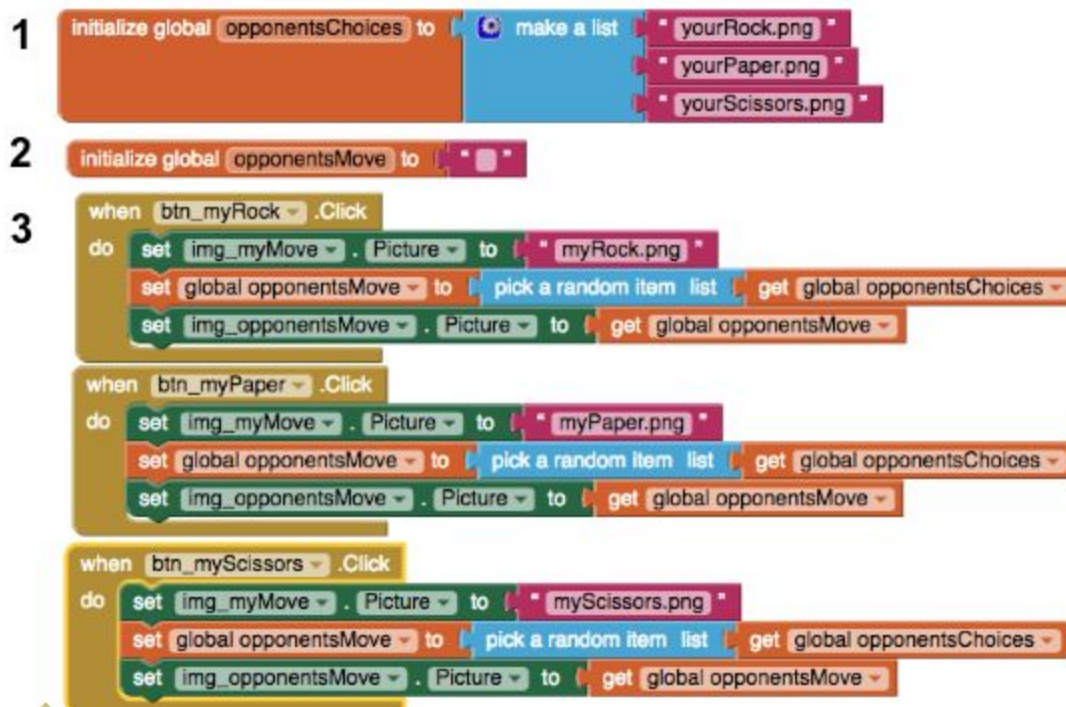 1 initialize global opponentsChoices to make a list " yourRock.png "
" yourPaper.png "
" yourScissors.png "
2 initialize global opponentsMove to " "
when btn_myRock .Click
3 do set img_myMove . Picture to " myRock.png "
set global opponentsMove to pick a random item list get global opponentsChoices
set img_opponentsMove . Picture to get global opponentsMove
when btn_myPaper .Click
do set img_myMove . Picture to " myPaper.png "
set global opponentsMove to pick a random item list get global opponentsChoices
set img_opponentsMove . Picture to get global opponentsMove
when btn_myScissors .Click
do set img_myMove . Picture to " myScissors.png "
set global opponentsMove to pick a random item list get global opponentsChoices
set img_opponentsMove . Picture to get global opponentsMove